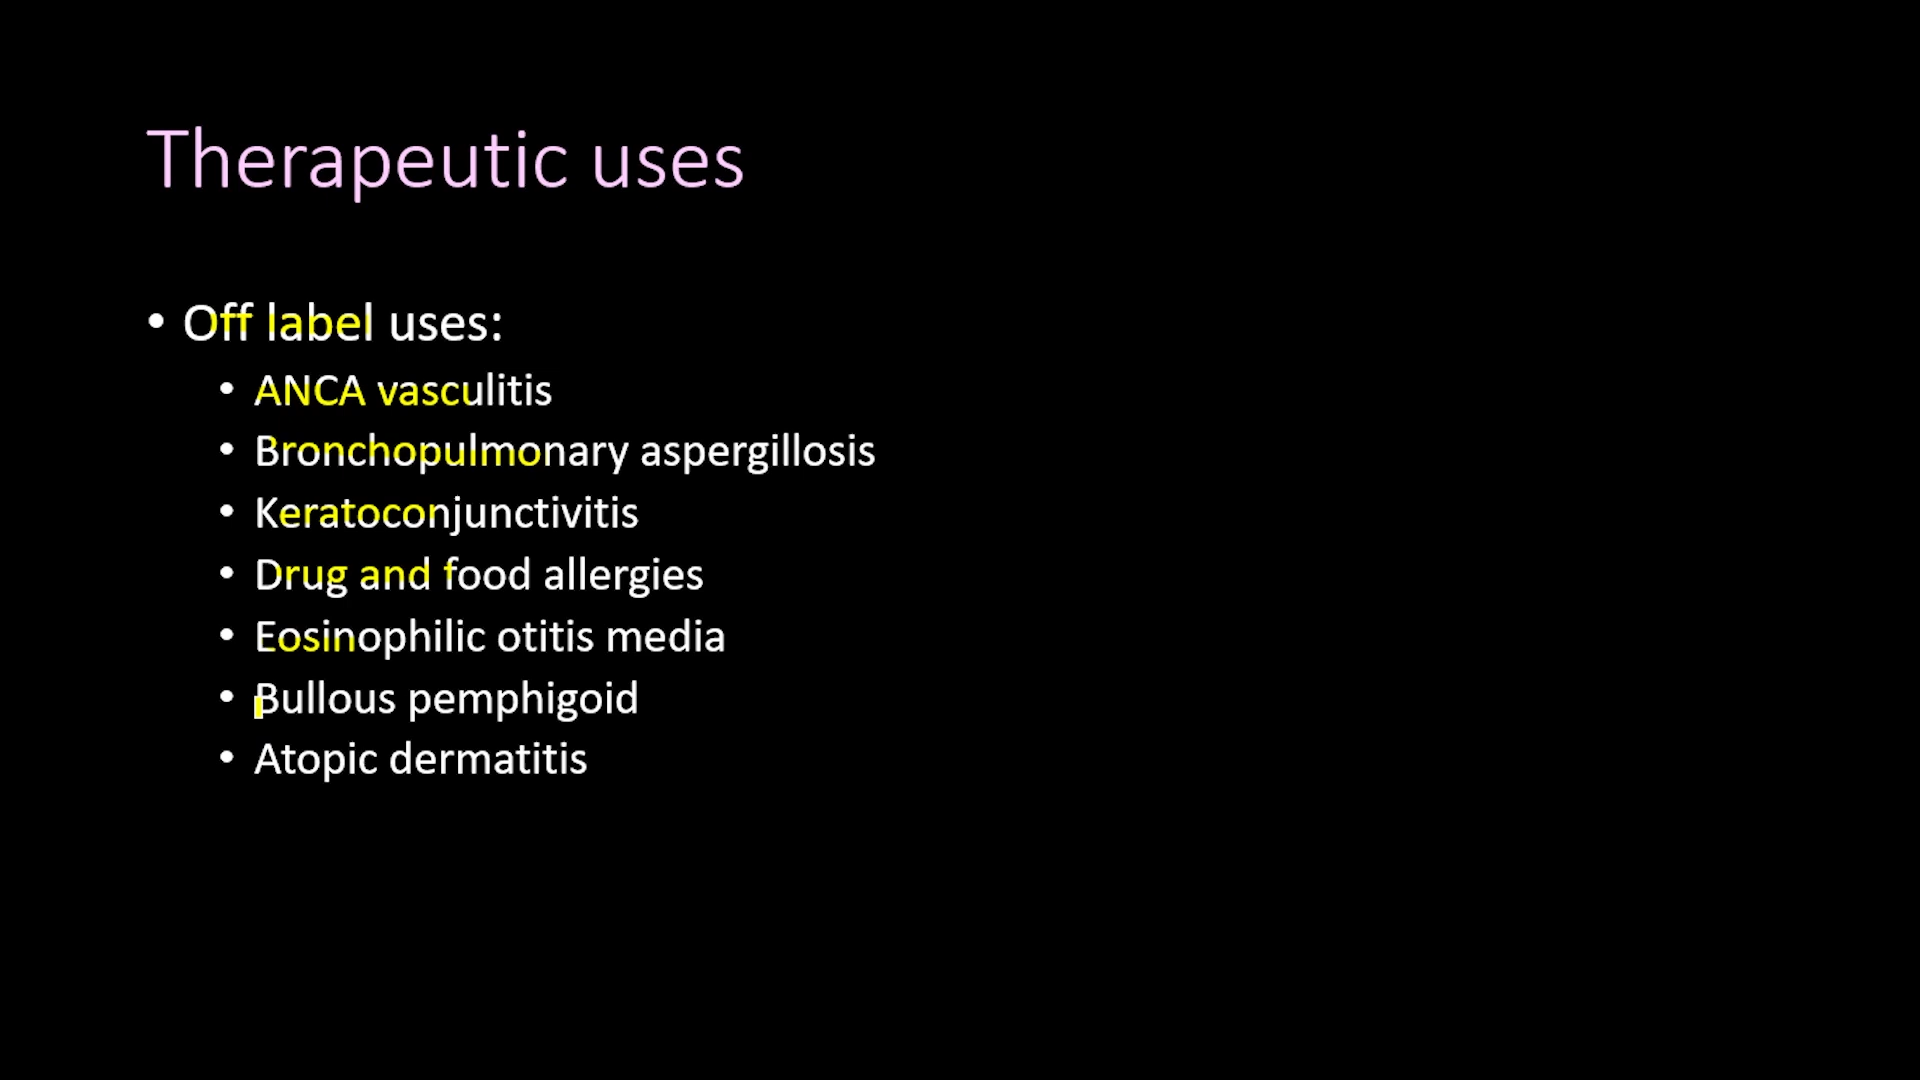 Therapeutic uses
• Off label uses:
• ANCA vasculitis
• Bronchopulmonary aspergillosis
• Keratoconjunctivitis
• Drug and food allergies
• Eosinophilic otitis media
• Bullous pemphigoid
• Atopic dermatitis